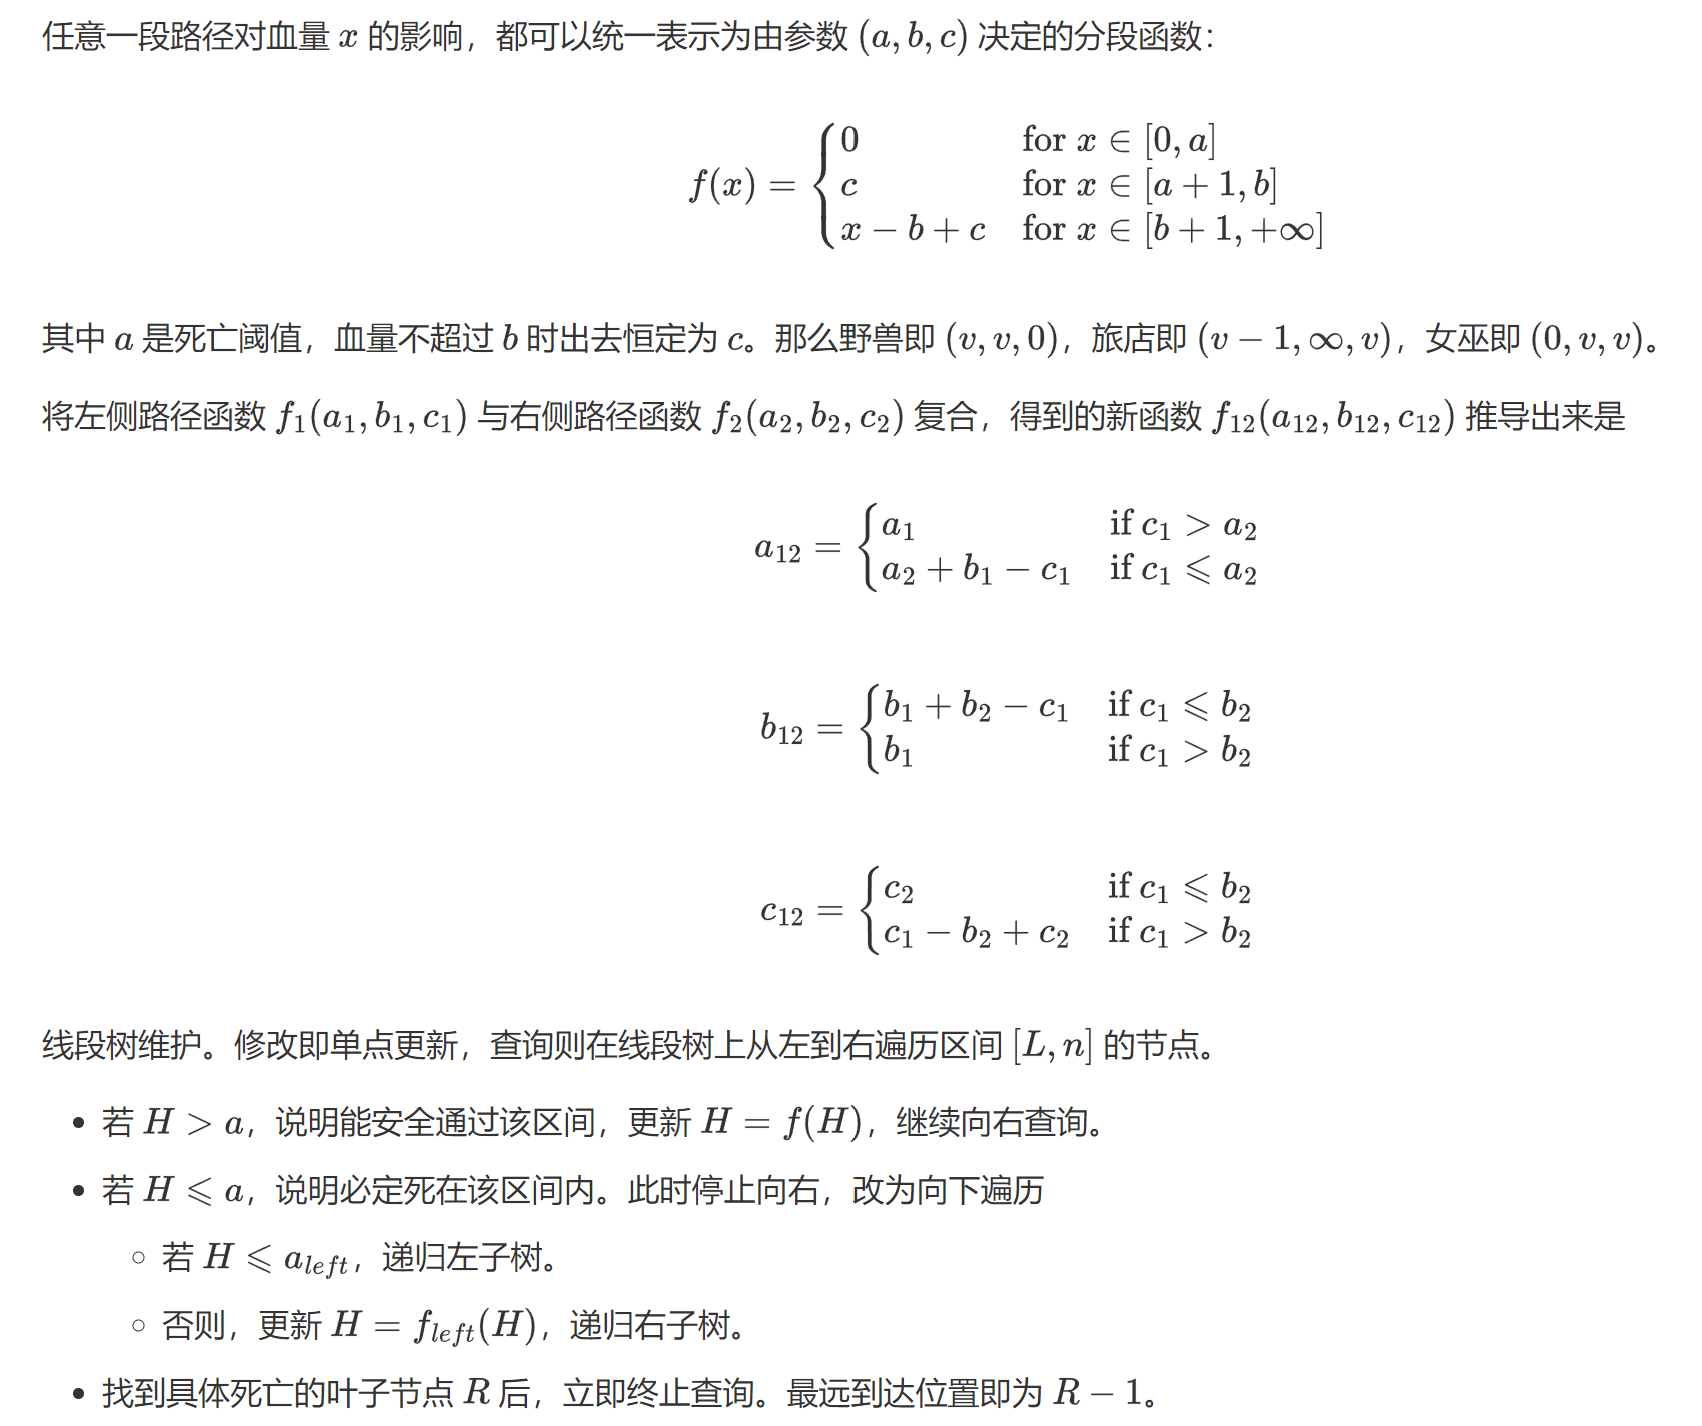 任意一段路径对血量 x 的影响，都可以统一表示为由参数 (a, b, c) 决定的分段函数：
f(x) = { 0 for x ∈ [0, a]
c for x ∈ [a + 1, b]
x − b + c for x ∈ [b + 1, +∞]
其中 a 是死亡阈值，血量不超过 b 时出去恒定为 c。那么野兽即 (v, v, 0)，旅店即 (v − 1, ∞, v)，女巫即 (0, v, v)。
将左侧路径函数 f₁(a₁, b₁, c₁) 与右侧路径函数 f₂(a₂, b₂, c₂) 复合，得到的新函数 f₁₂(a₁₂, b₁₂, c₁₂) 推导出来是
a₁₂ = { a₁ if c₁ > a₂
a₂ + b₁ − c₁ if c₁ ⩽ a₂
b₁₂ = { b₁ + b₂ − c₁ if c₁ ⩽ b₂
b₁ if c₁ > b₂
c₁₂ = { c₂ if c₁ ⩽ b₂
c₁ − b₂ + c₂ if c₁ > b₂
线段树维护。修改即单点更新，查询则在线段树上从左到右遍历区间 [L, n] 的节点。
• 若 H > a，说明能安全通过该区间，更新 H = f(H)，继续向右查询。
• 若 H ⩽ a，说明必定死在该区间内。此时停止向右，改为向下遍历
◦ 若 H ⩽ a_left，递归左子树。
◦ 否则，更新 H = f_left(H)，递归右子树。
• 找到具体死亡的叶子节点 R 后，立即终止查询。最远到达位置即为 R − 1。